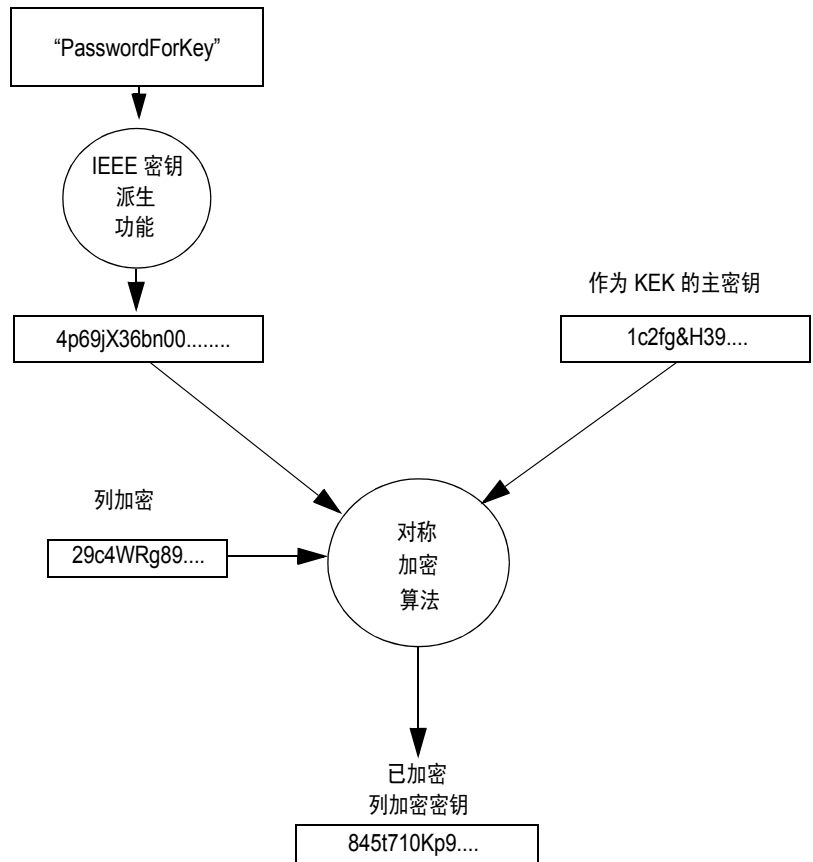 “PasswordForKey”
IEEE 密钥
派生
功能
4p69jX36bn00........
作为 KEK 的主密钥
1c2fg&H39....
列加密
29c4WRg89....
对称
加密
算法
已加密
列加密密钥
845t710Kp9....